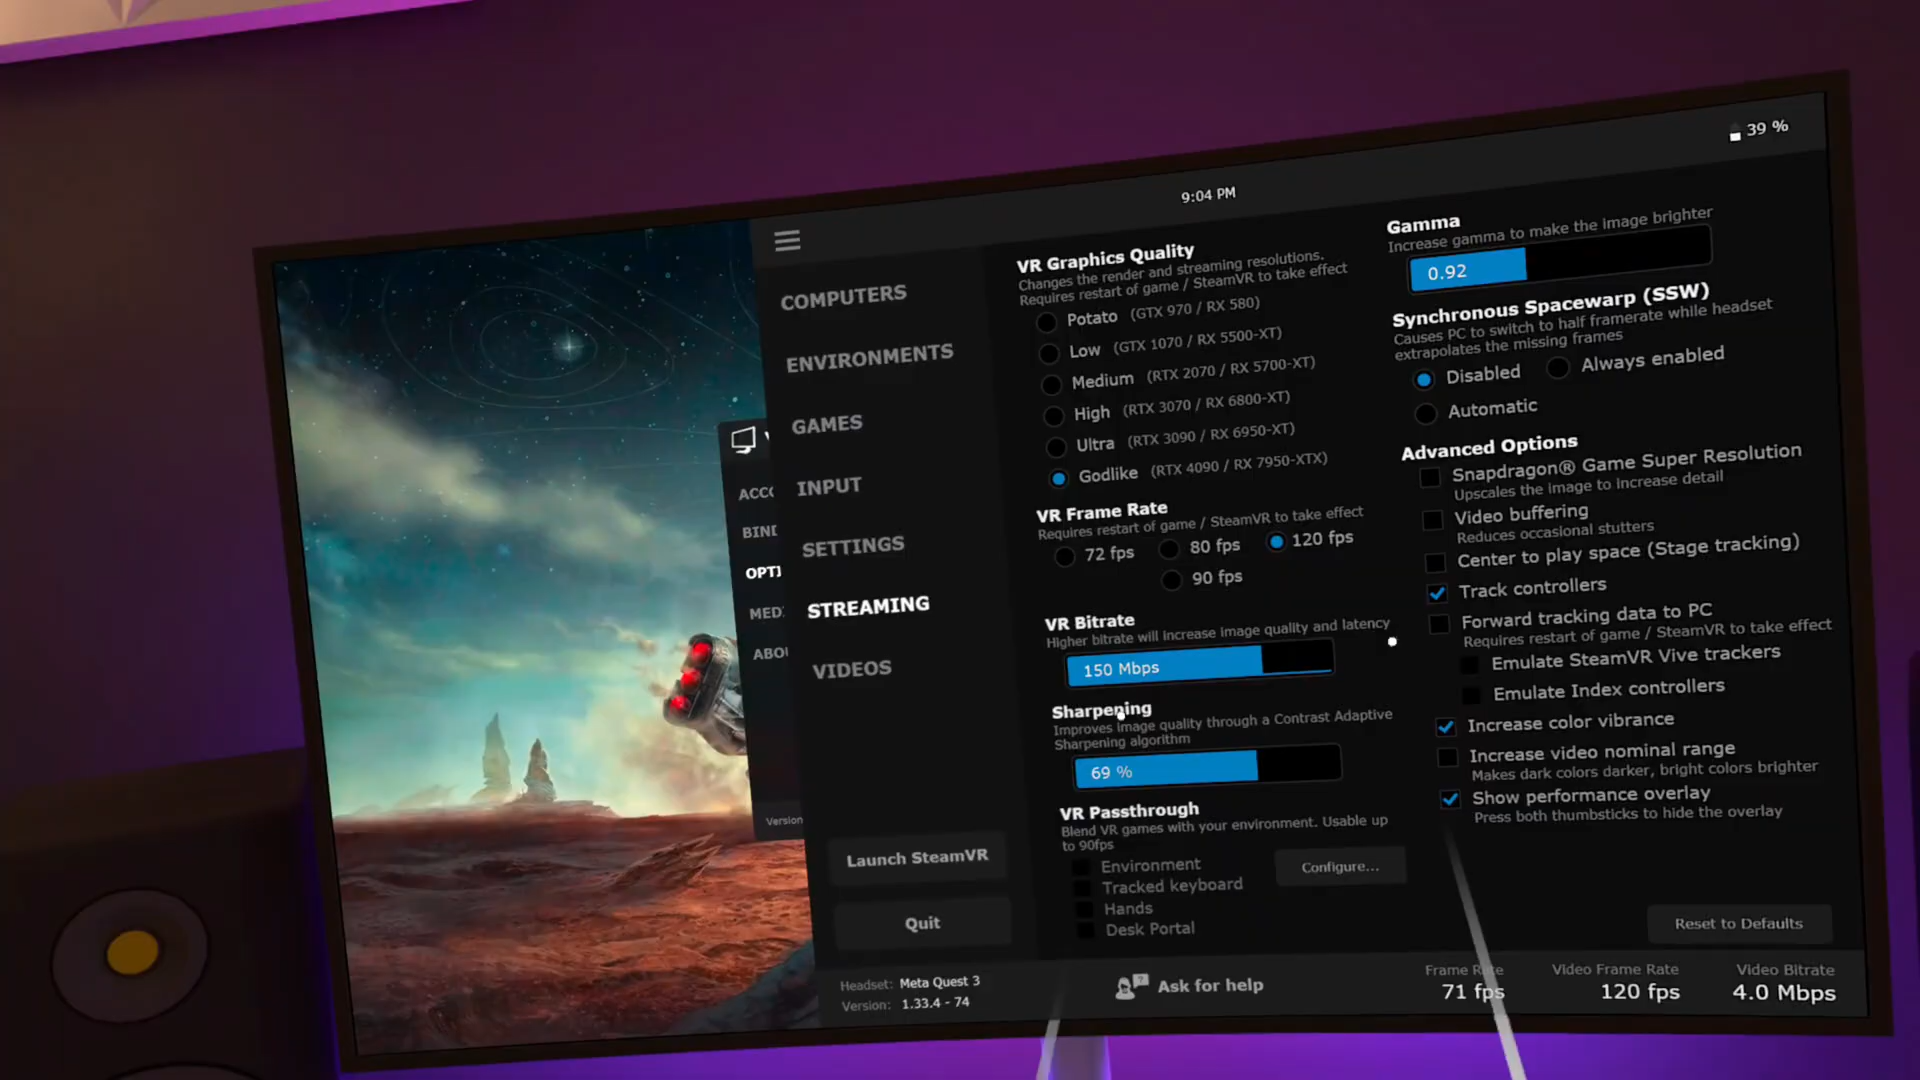 39 %
9:04 PM
COMPUTERS
ENVIRONMENTS
GAMES
INPUT
SETTINGS
STREAMING
VIDEOS
Launch SteamVR
Quit
Headset: Meta Quest 3
Version: 1.33.4 - 74
VR Graphics Quality
Changes the render and streaming resolutions.
Requires restart of game / SteamVR to take effect
Potato (GTX 970 / RX 580)
Low (GTX 1070 / RX 5500-XT)
Medium (RTX 2070 / RX 5700-XT)
High (RTX 3070 / RX 6800-XT)
Ultra (RTX 3090 / RX 6950-XT)
Godlike (RTX 4090 / RX 7950-XTX)
VR Frame Rate
Requires restart of game / SteamVR to take effect
72 fps 80 fps 120 fps
90 fps
VR Bitrate
Higher bitrate will increase image quality and latency
150 Mbps
Sharpening
Improves image quality through a Contrast Adaptive
Sharpening algorithm
69 %
VR Passthrough
Blend VR games with your environment. Usable up
to 90fps
Environment
Tracked keyboard
Hands
Desk Portal
Configure...
Ask for help
Gamma
Increase gamma to make the image brighter
0.92
Synchronous Spacewarp (SSW)
Causes PC to switch to half framerate while headset
extrapolates the missing frames
Disabled Always enabled
Automatic
Advanced Options
Snapdragon® Game Super Resolution
Upscales the image to increase detail
Video buffering
Reduces occasional stutters
Center to play space (Stage tracking)
Track controllers
Forward tracking data to PC
Requires restart of game / SteamVR to take effect
Emulate SteamVR Vive trackers
Emulate Index controllers
Increase color vibrance
Increase video nominal range
Makes dark colors darker, bright colors brighter
Show performance overlay
Press both thumbsticks to hide the overlay
Reset to Defaults
Frame Rate
71 fps
Video Frame Rate
120 fps
Video Bitrate
4.0 Mbps
ACCO
BIND
OPTI
MED
ABOU
Version